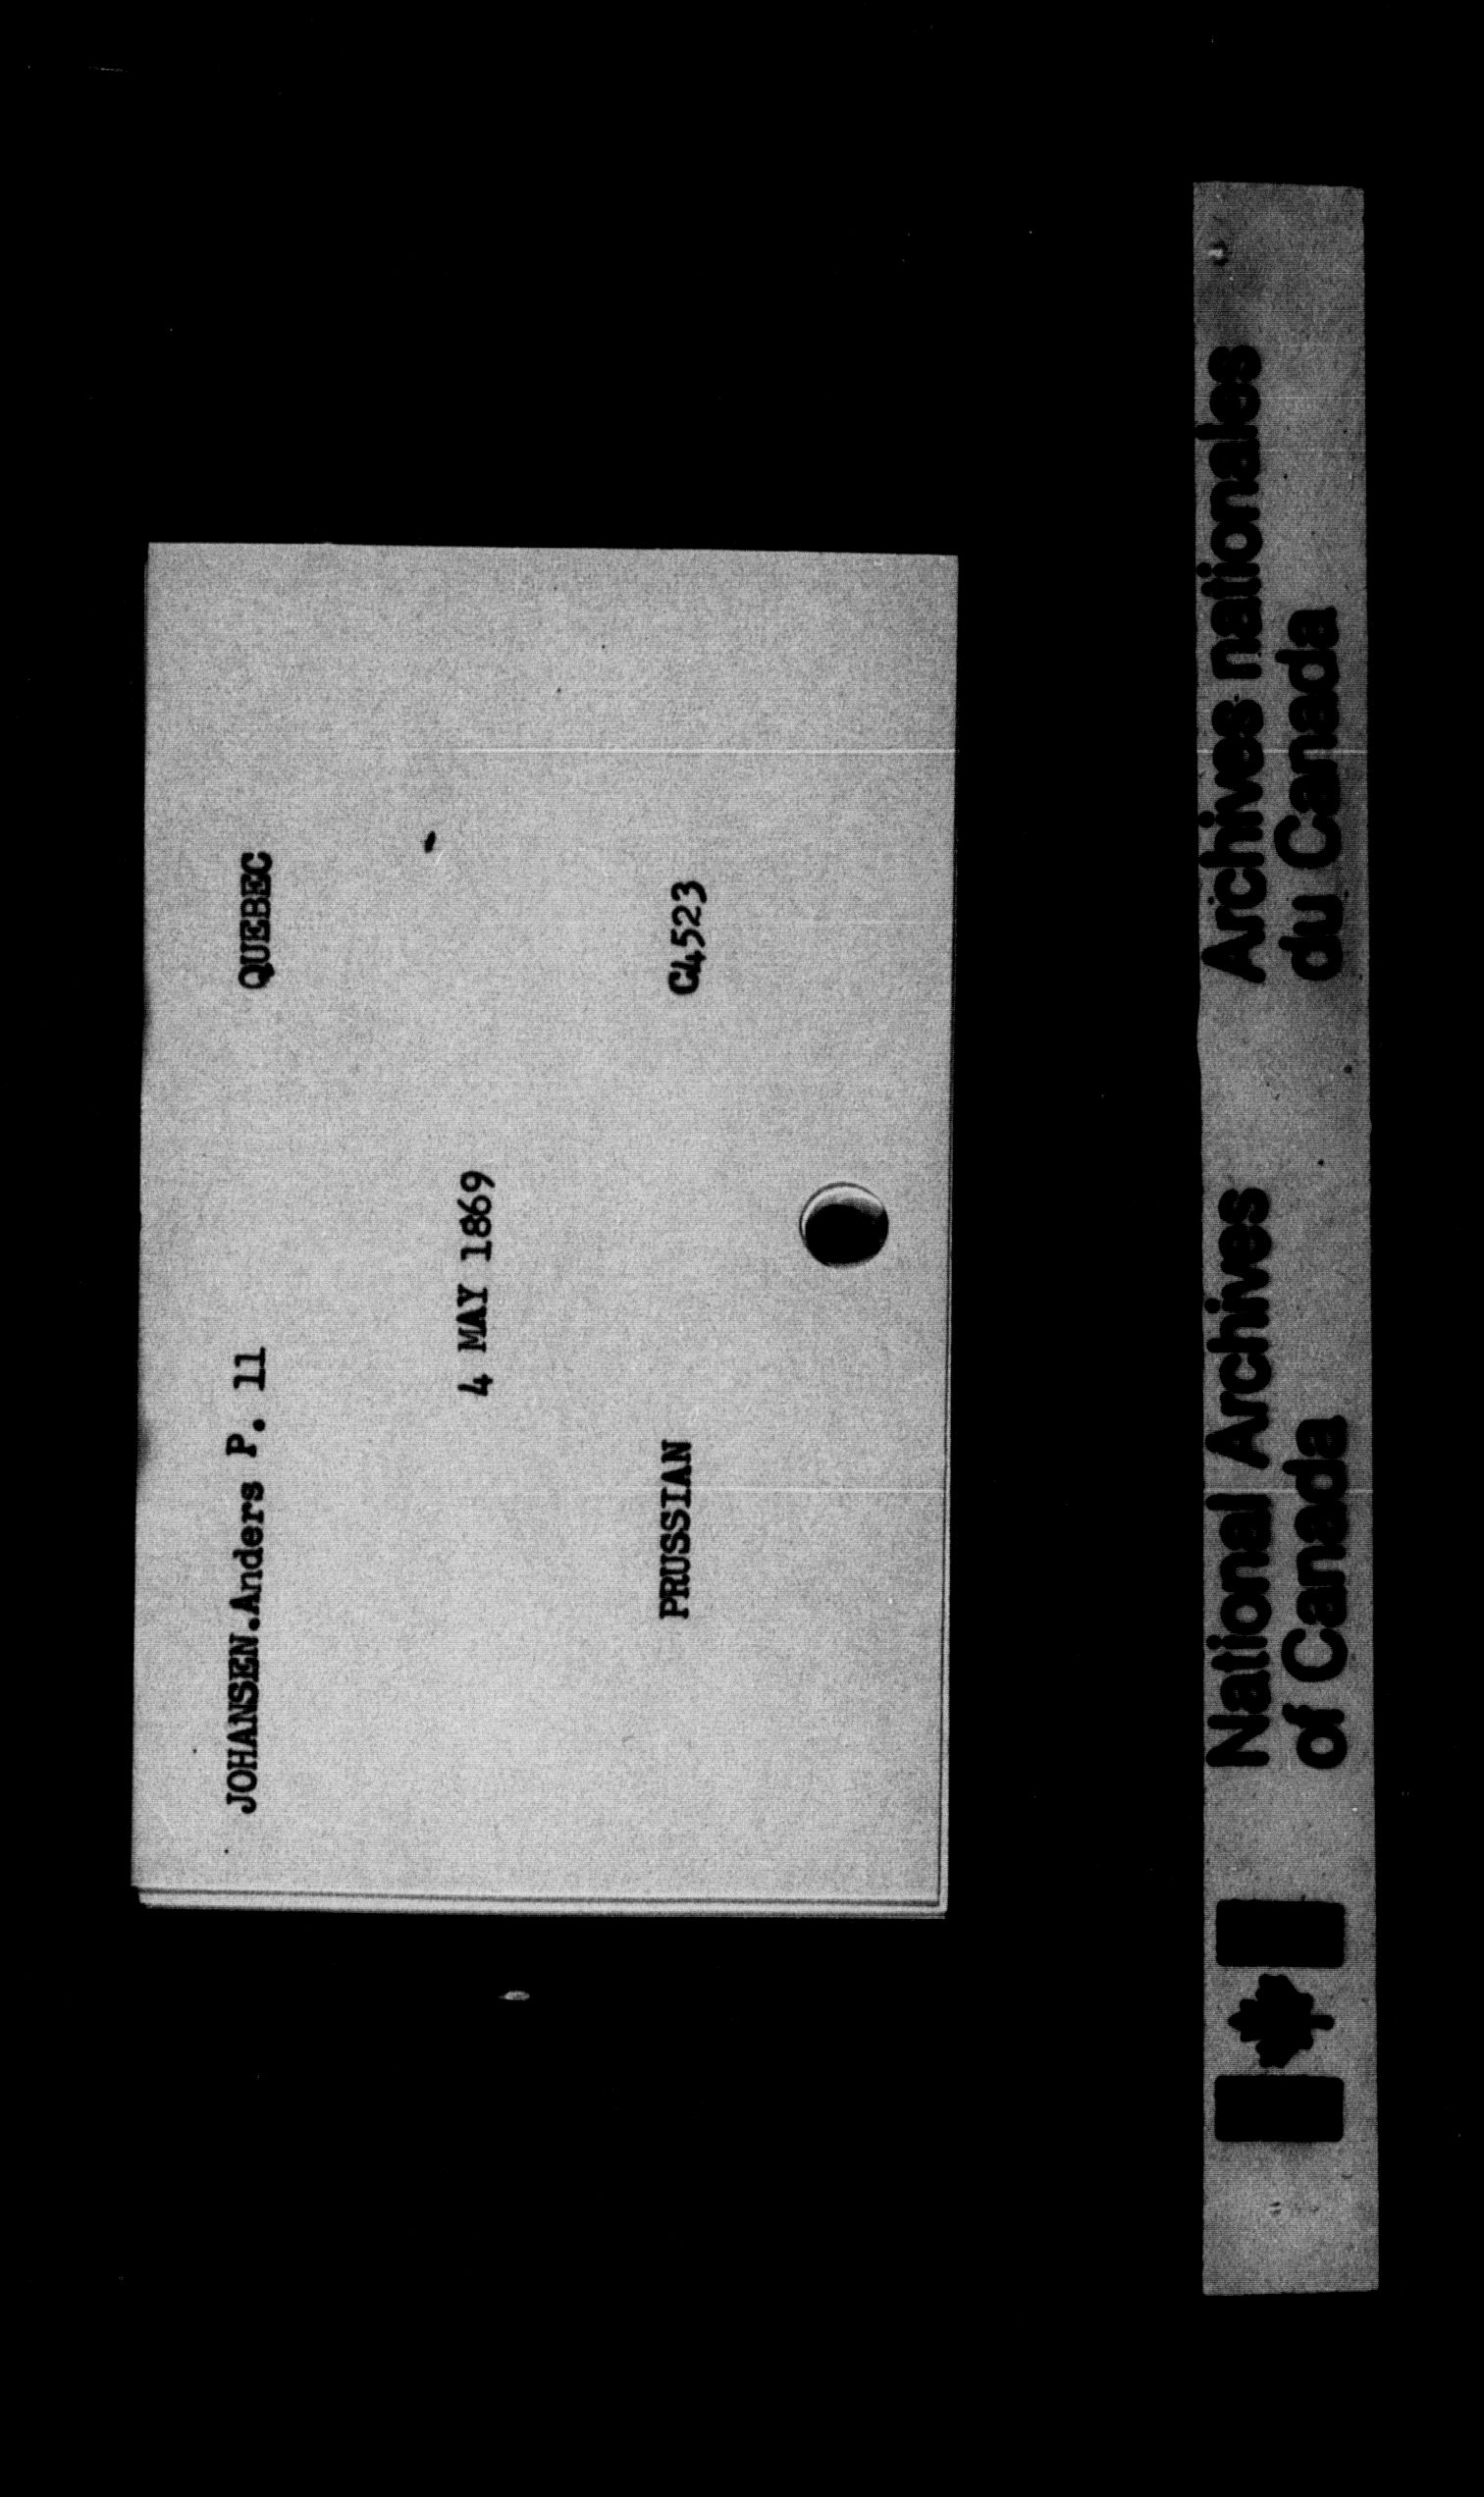 JOHANSEN.Anders P. 11 QUEBEC
4 MAY 1869
PRUSSIAN C4523
National Archives
of Canada
Archives nationales
du Canada